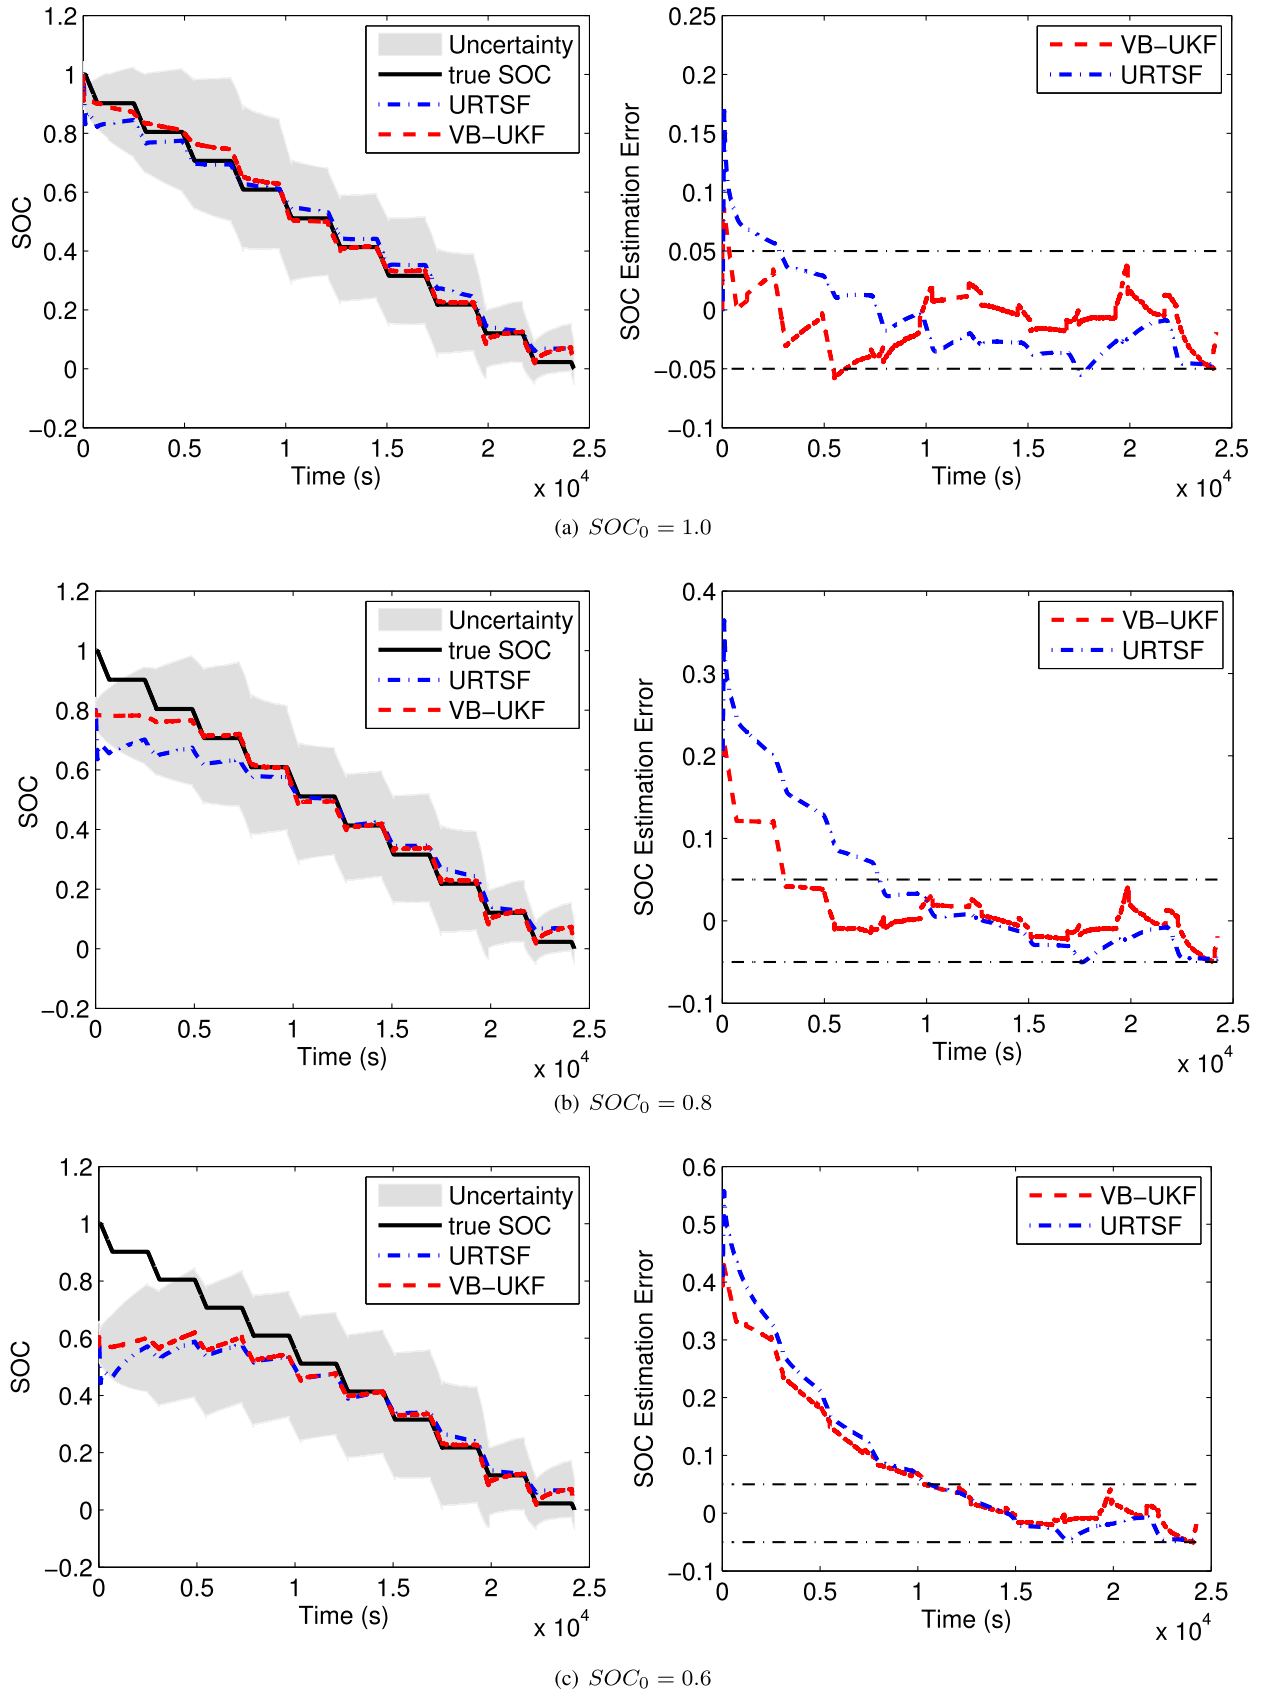 1.2
1
0.8
0.6
0.4
0.2
0
−0.2
SOC
Uncertainty
true SOC
URTSF
VB−UKF
0 0.5 1 1.5 2 2.5
Time (s)
x 10^4
0.25
0.2
0.15
0.1
0.05
0
−0.05
−0.1
SOC Estimation Error
VB−UKF
URTSF
0 0.5 1 1.5 2 2.5
Time (s)
x 10^4
(a) SOC_0 = 1.0
1.2
1
0.8
0.6
0.4
0.2
0
−0.2
SOC
Uncertainty
true SOC
URTSF
VB−UKF
0 0.5 1 1.5 2 2.5
Time (s)
x 10^4
0.4
0.3
0.2
0.1
0
−0.1
SOC Estimation Error
VB−UKF
URTSF
0 0.5 1 1.5 2 2.5
Time (s)
x 10^4
(b) SOC_0 = 0.8
1.2
1
0.8
0.6
0.4
0.2
0
−0.2
SOC
Uncertainty
true SOC
URTSF
VB−UKF
0 0.5 1 1.5 2 2.5
Time (s)
x 10^4
0.6
0.5
0.4
0.3
0.2
0.1
0
−0.1
SOC Estimation Error
VB−UKF
URTSF
0 0.5 1 1.5 2 2.5
Time (s)
x 10^4
(c) SOC_0 = 0.6